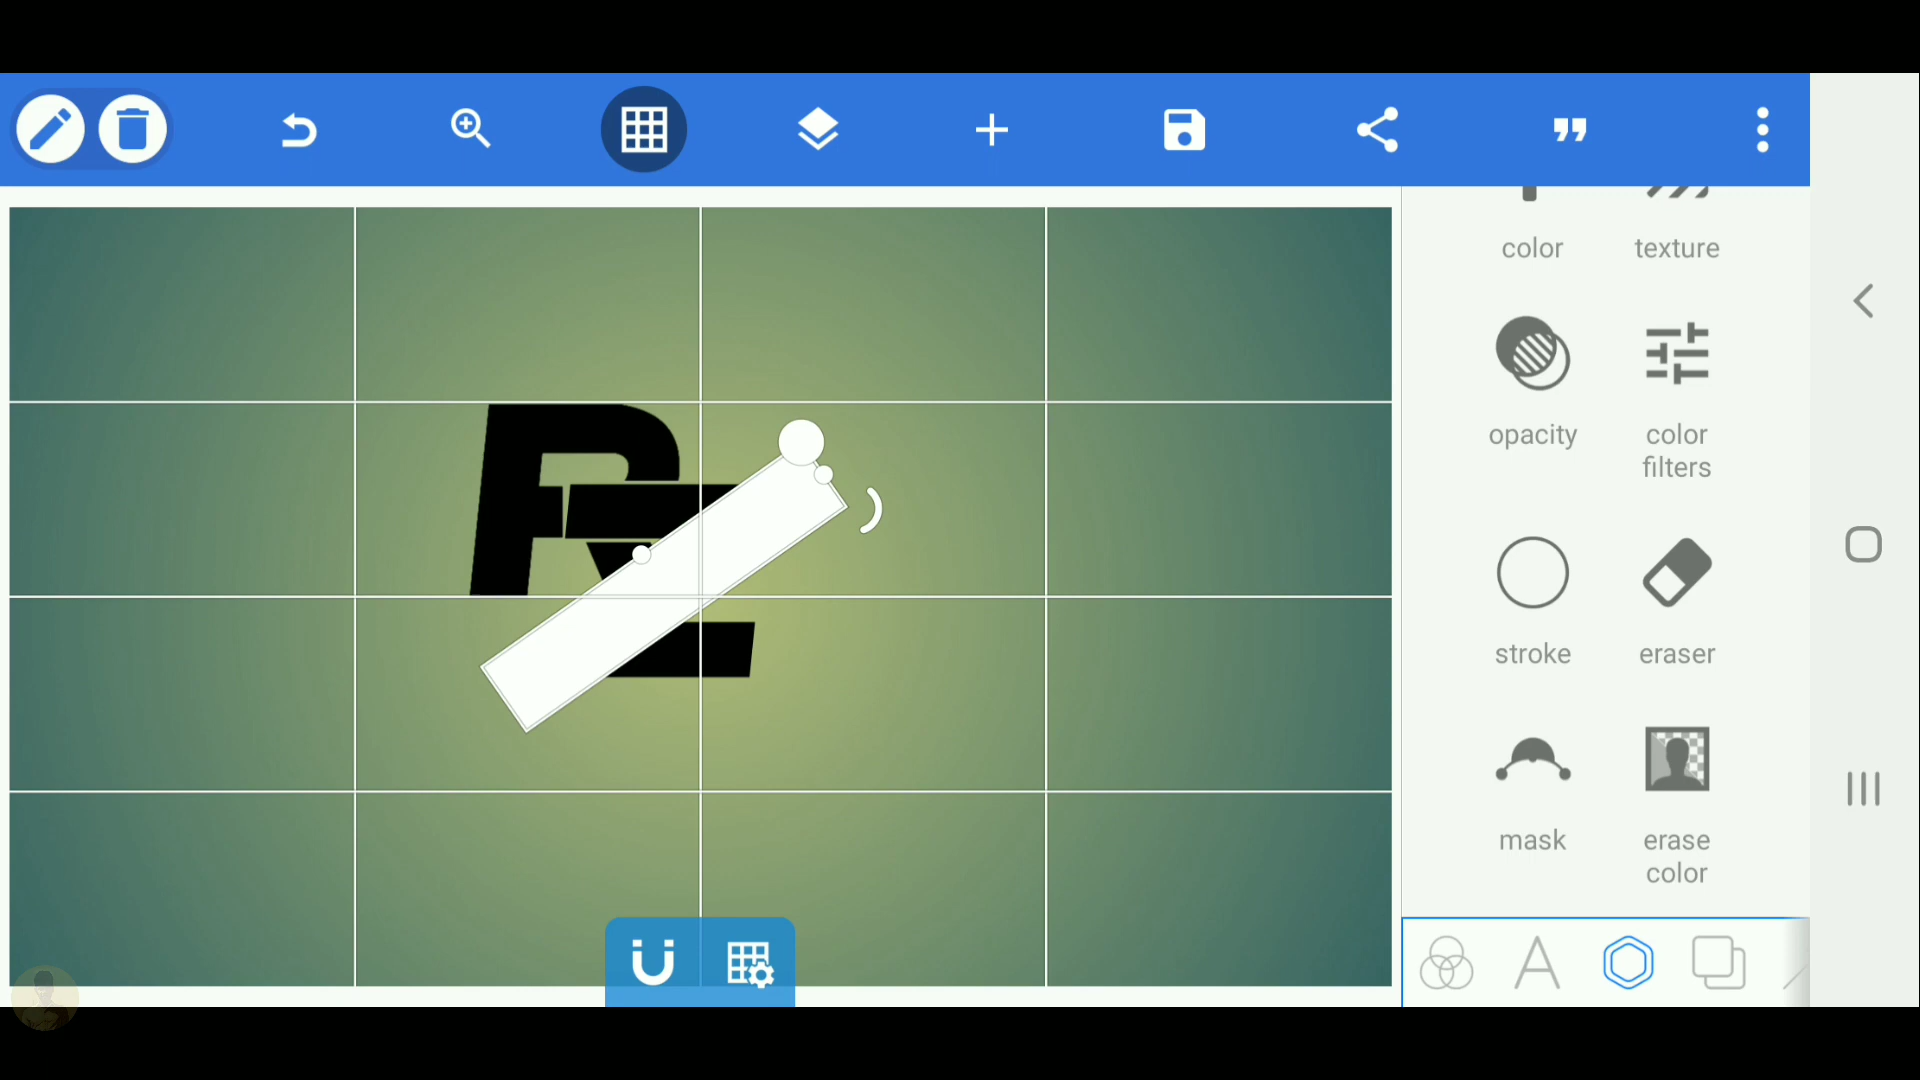 color texture
opacity color
filters
stroke eraser
mask erase
color